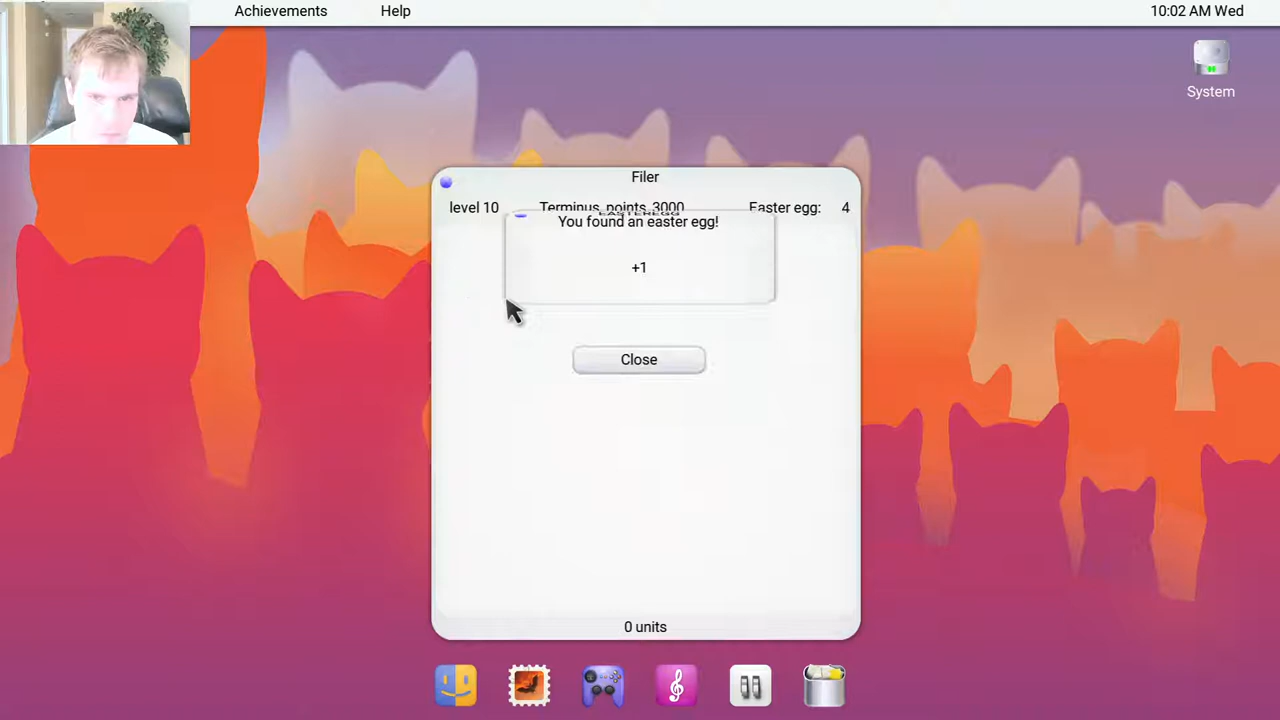 Achievements Help 10:02 AM Wed
System
Filer
level 10 Terminus points 3000 Easter egg: 4
EASTEREGG
You found an easter egg!
+1
Close
0 units